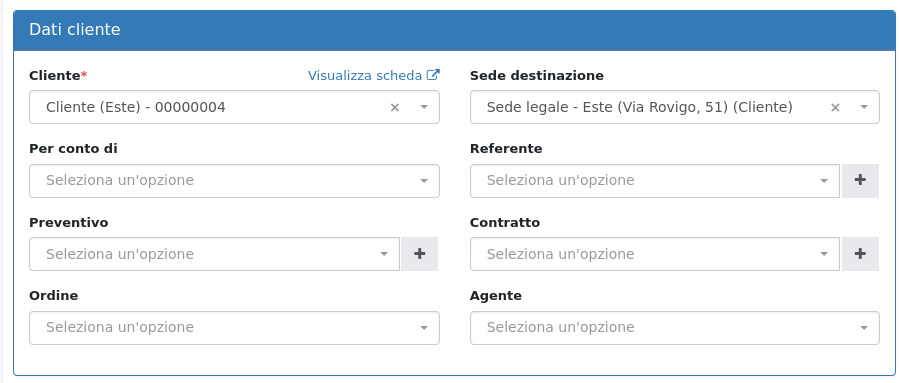 Dati cliente
Cliente* Visualizza scheda
Cliente (Este) - 00000004 ×
Sede destinazione
Sede legale - Este (Via Rovigo, 51) (Cliente) ×
Per conto di
Seleziona un'opzione
Referente
Seleziona un'opzione
Preventivo
Seleziona un'opzione
Contratto
Seleziona un'opzione
Ordine
Seleziona un'opzione
Agente
Seleziona un'opzione